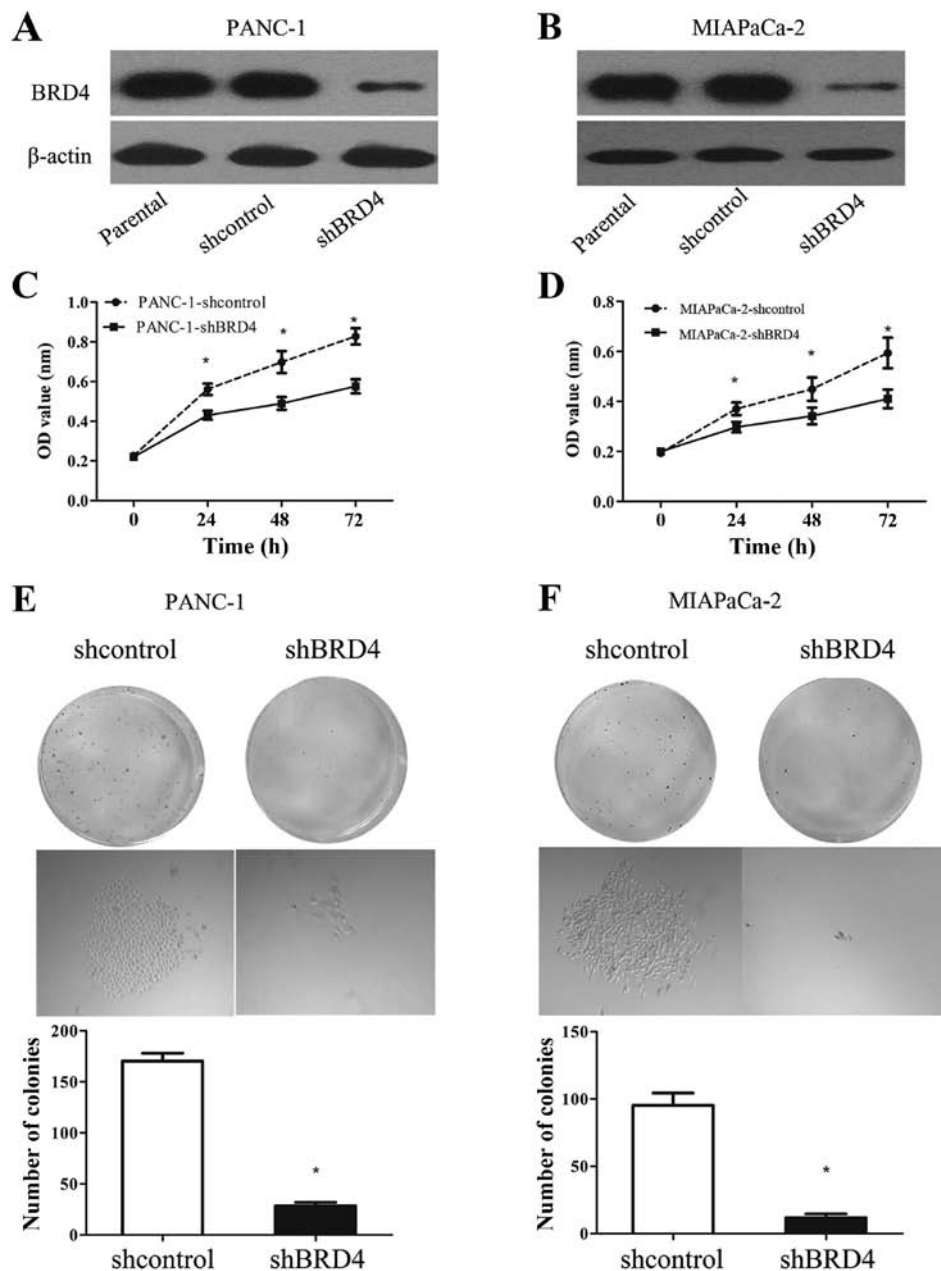 A PANC-1
B MIAPaCa-2
BRD4
β-actin
Parental
shcontrol
shBRD4
Parental
shcontrol
shBRD4
C
PANC-1-shcontrol
PANC-1-shBRD4
OD value (nm)
1.0
0.8
0.6
0.4
0.2
0.0
* * *
0 24 48 72
Time (h)
D
MIAPaCa-2-shcontrol
MIAPaCa-2-shBRD4
OD value (nm)
0.8
0.6
0.4
0.2
0.0
* * *
0 24 48 72
Time (h)
E PANC-1
shcontrol shBRD4
Number of colonies
200
150
100
50
0
*
shcontrol shBRD4
F MIAPaCa-2
shcontrol shBRD4
Number of colonies
150
100
50
0
*
shcontrol shBRD4